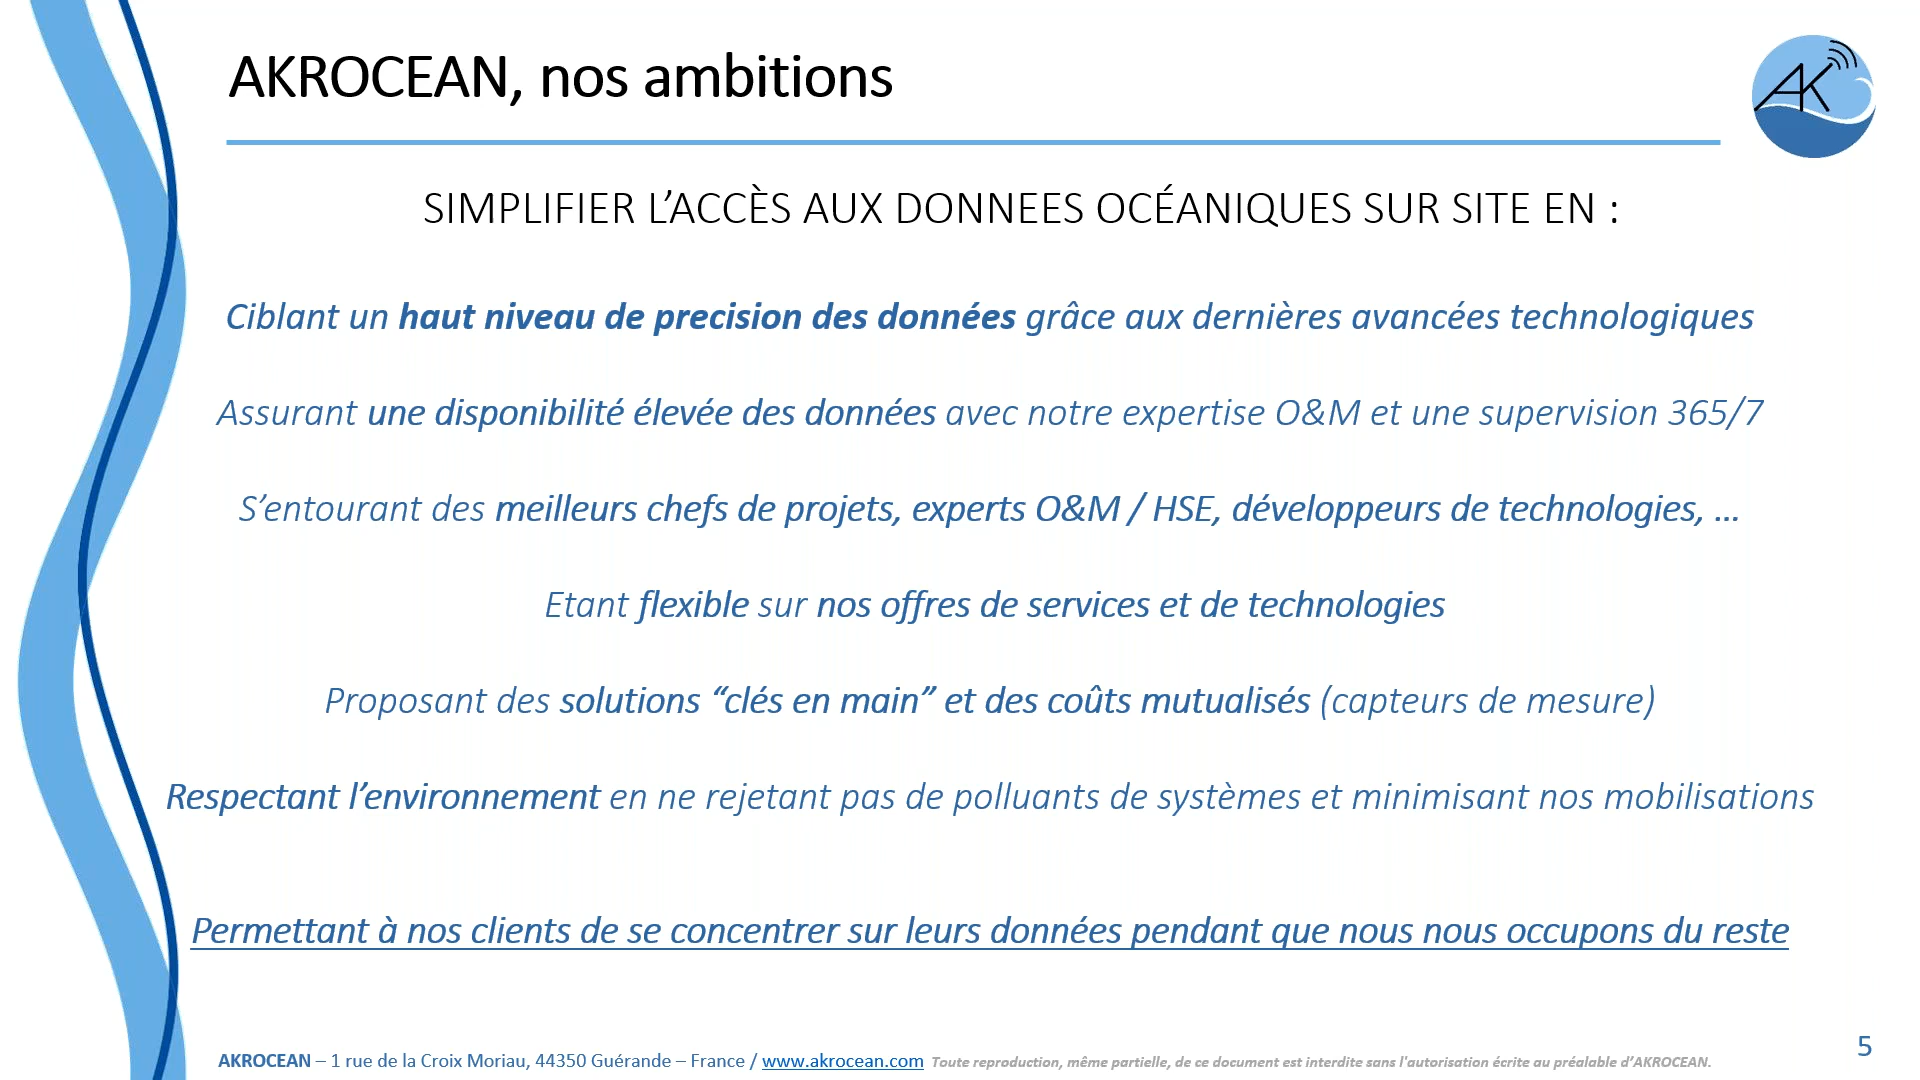 AKROCEAN, nos ambitions
AK
SIMPLIFIER L’ACCÈS AUX DONNEES OCÉANIQUES SUR SITE EN :
Ciblant un haut niveau de precision des données grâce aux dernières avancées technologiques
Assurant une disponibilité élevée des données avec notre expertise O&M et une supervision 365/7
S’entourant des meilleurs chefs de projets, experts O&M / HSE, développeurs de technologies, ...
Etant flexible sur nos offres de services et de technologies
Proposant des solutions “clés en main” et des coûts mutualisés (capteurs de mesure)
Respectant l’environnement en ne rejetant pas de polluants de systèmes et minimisant nos mobilisations
Permettant à nos clients de se concentrer sur leurs données pendant que nous nous occupons du reste
AKROCEAN – 1 rue de la Croix Moriau, 44350 Guérande – France / www.akrocean.com Toute reproduction, même partielle, de ce document est interdite sans l'autorisation écrite au préalable d’AKROCEAN.
5